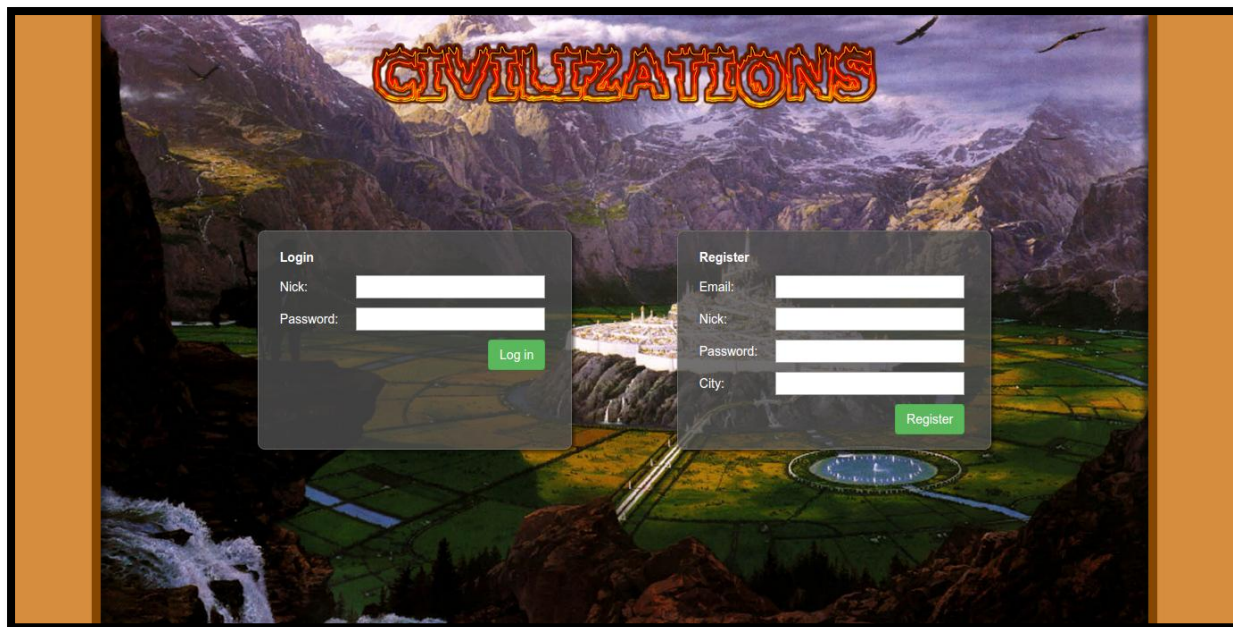 CIVILIZATIONS
Login
Nick:
Password:
Log in
Register
Email:
Nick:
Password:
City:
Register